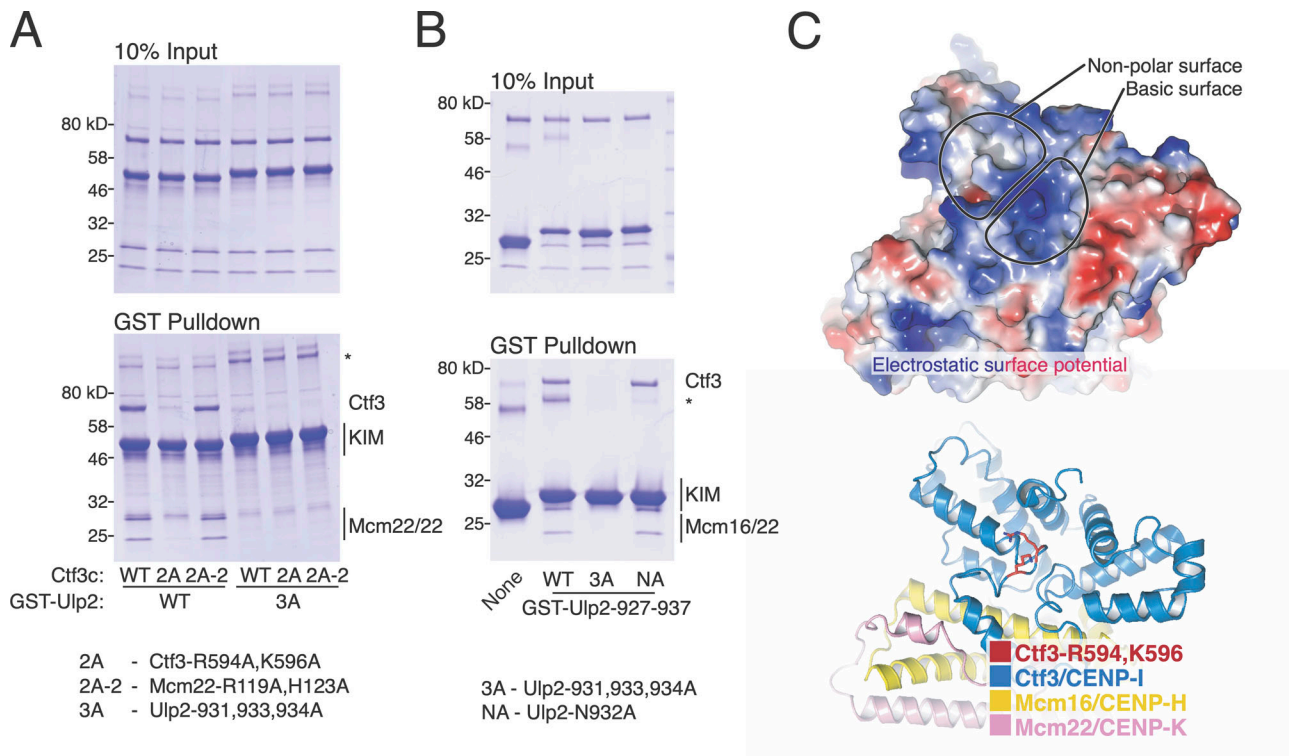 A
10% Input
80 kD
58
46
32
25
GST Pulldown
80 kD
58
46
32
25
*
Ctf3
KIM
Mcm22/22
Ctf3c: WT 2A 2A-2 WT 2A 2A-2
GST-Ulp2: WT 3A
2A - Ctf3-R594A,K596A
2A-2 - Mcm22-R119A,H123A
3A - Ulp2-931,933,934A
B
10% Input
80 kD
58
46
32
25
GST Pulldown
80 kD
58
46
32
25
Ctf3
*
KIM
Mcm16/22
None WT 3A NA
GST-Ulp2-927-937
3A - Ulp2-931,933,934A
NA - Ulp2-N932A
C
Non-polar surface
Basic surface
Electrostatic surface potential
Ctf3-R594,K596
Ctf3/CENP-I
Mcm16/CENP-H
Mcm22/CENP-K